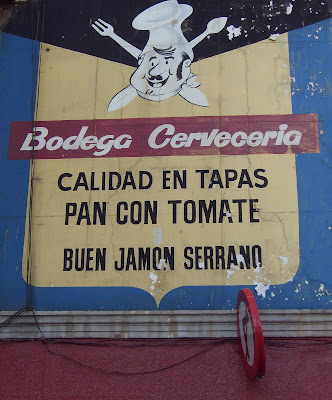 Bodega Cerveceria
CALIDAD EN TAPAS
PAN CON TOMATE
BUEN JAMON SERRANO